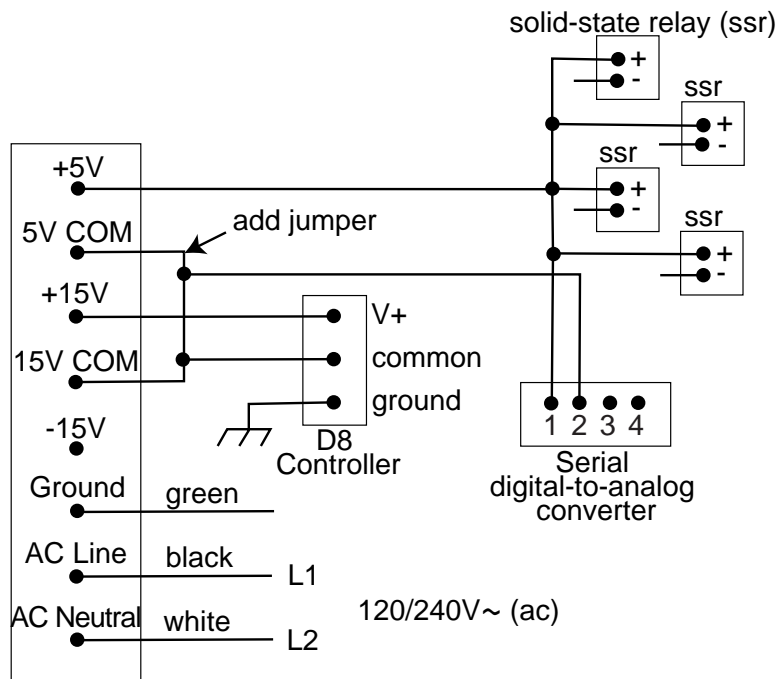 solid-state relay (ssr)
+
-
ssr
+
-
ssr
+
-
ssr
+
-
+5V
5V COM
add jumper
+15V
15V COM
-15V
Ground
green
AC Line
black
L1
AC Neutral
white
L2
120/240V~ (ac)
V+
common
ground
D8
Controller
1 2 3 4
Serial
digital-to-analog
converter